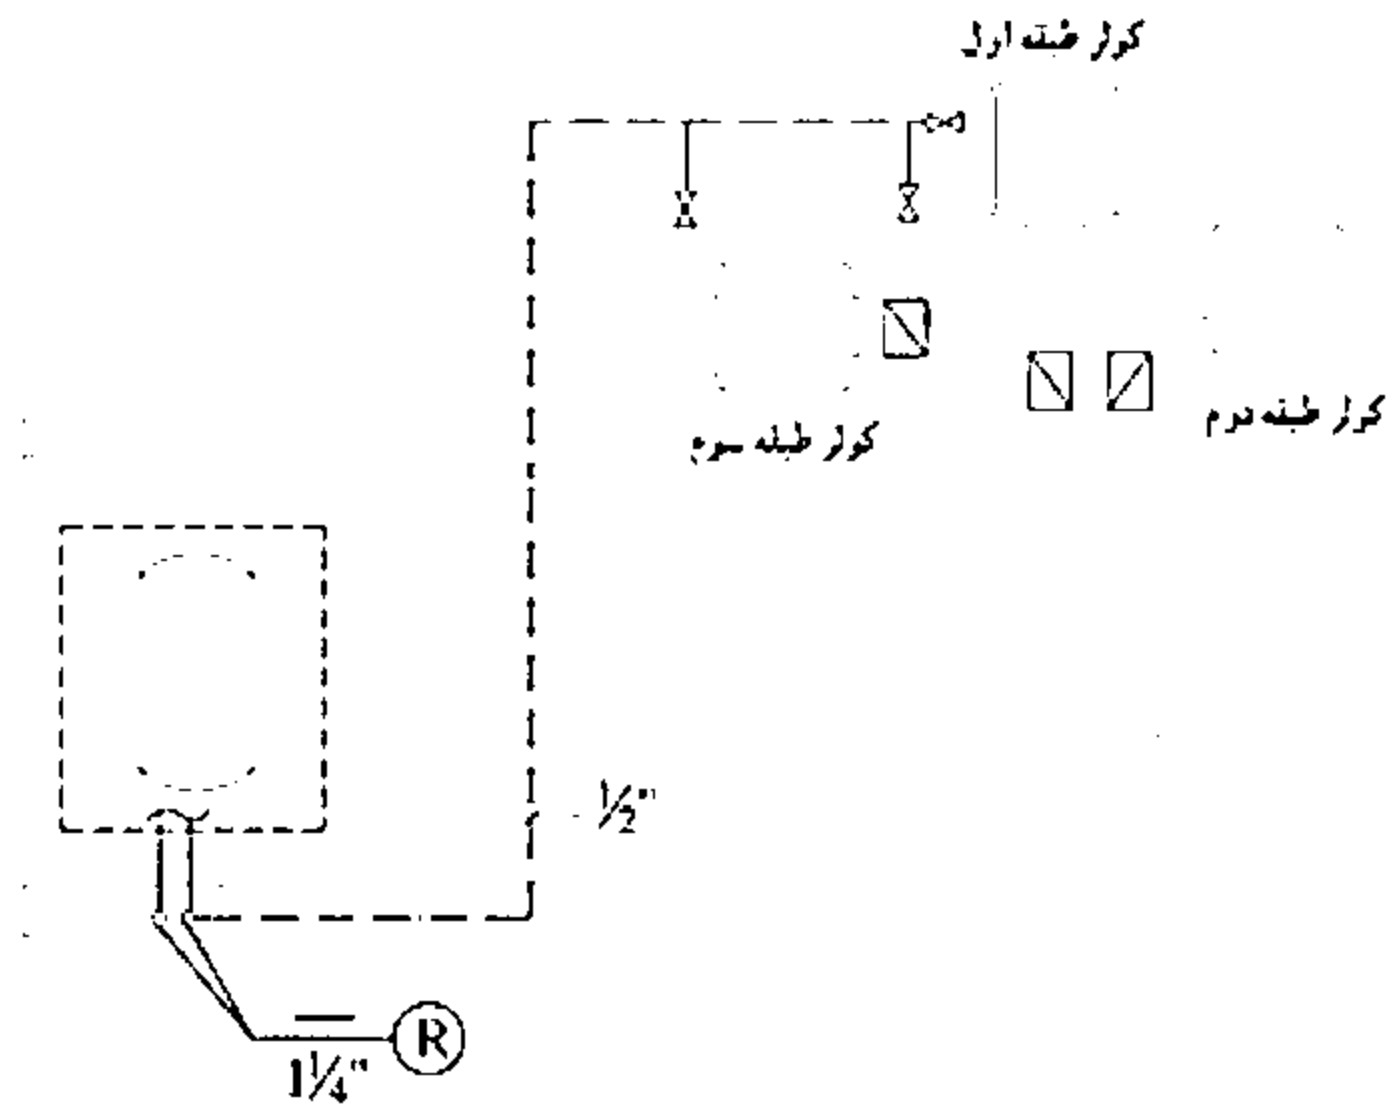 کولر طبقه اول
کولر طبقه دوم
کولر طبقه سوم
½"
1¼"
R